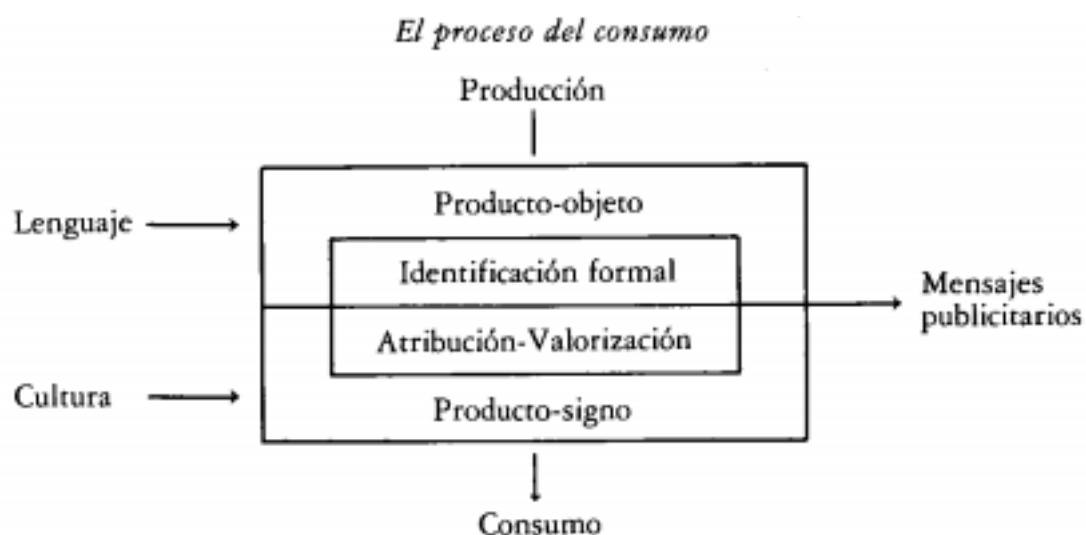 El proceso del consumo
Producción
Producto-objeto
Lenguaje
Identificación formal
Mensajes
publicitarios
Atribución-Valorización
Cultura
Producto-signo
Consumo